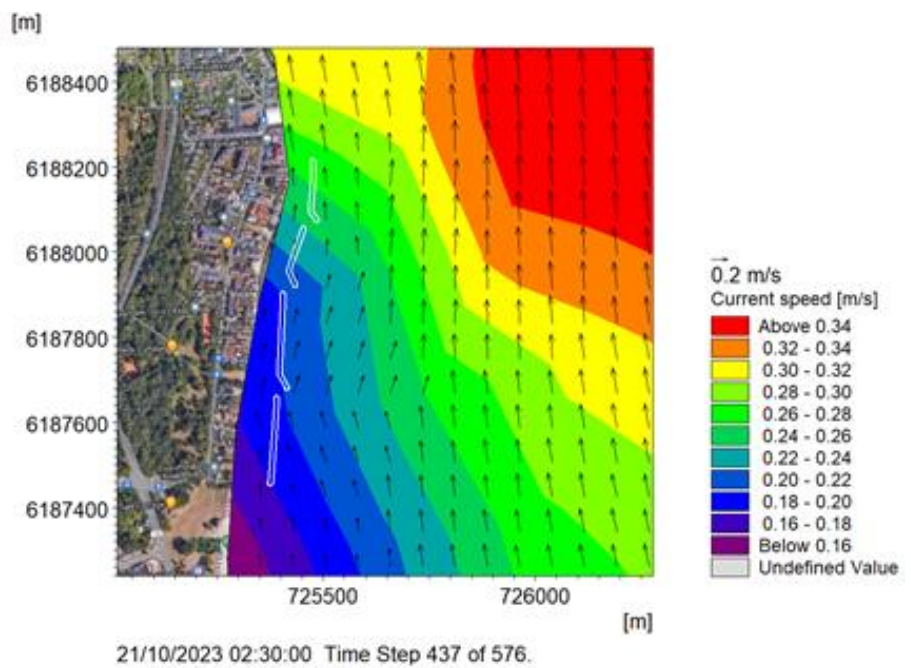 [m]
6188400
6188200
6188000
6187800
6187600
6187400
725500
726000
[m]
0.2 m/s
Current speed [m/s]
Above 0.34
0.32 - 0.34
0.30 - 0.32
0.28 - 0.30
0.26 - 0.28
0.24 - 0.26
0.22 - 0.24
0.20 - 0.22
0.18 - 0.20
0.16 - 0.18
Below 0.16
Undefined Value
21/10/2023 02:30:00 Time Step 437 of 576.